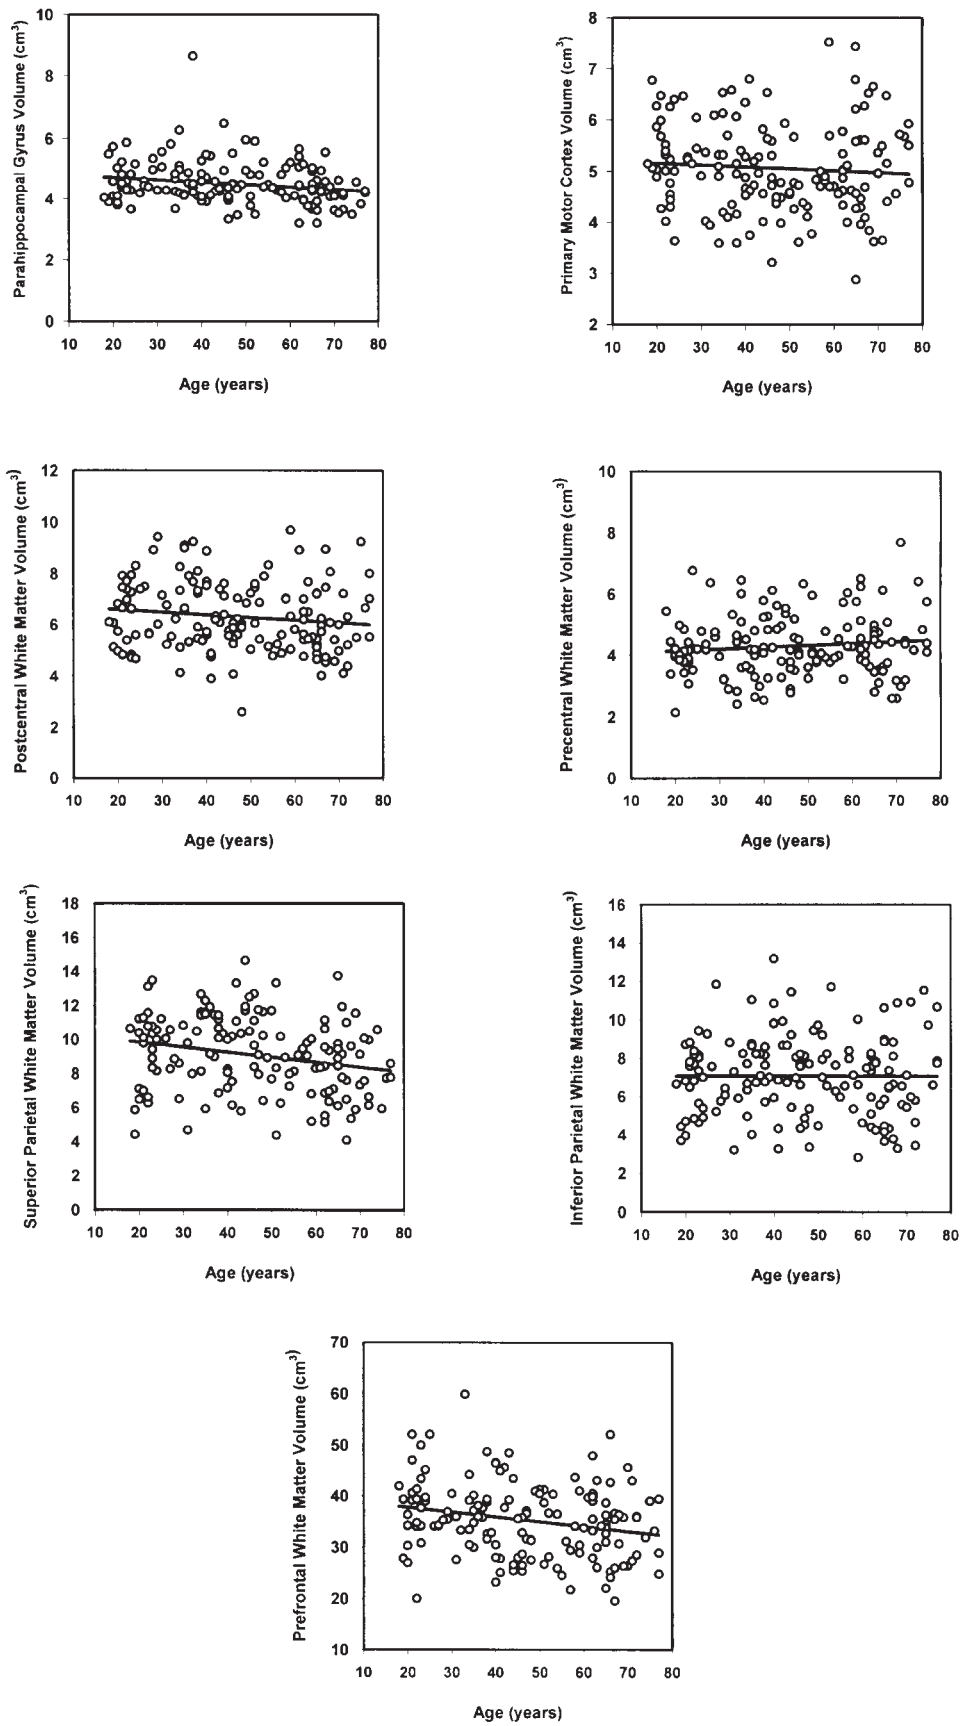 Parahippocampal Gyrus Volume (cm³)
10
8
6
4
2
0
10 20 30 40 50 60 70 80
Age (years)
Primary Motor Cortex Volume (cm³)
8
7
6
5
4
3
2
10 20 30 40 50 60 70 80
Age (years)
Postcentral White Matter Volume (cm³)
12
10
8
6
4
2
0
10 20 30 40 50 60 70 80
Age (years)
Precentral White Matter Volume (cm³)
10
8
6
4
2
0
10 20 30 40 50 60 70 80
Age (years)
Superior Parietal White Matter Volume (cm³)
18
16
14
12
10
8
6
4
2
0
10 20 30 40 50 60 70 80
Age (years)
Inferior Parietal White Matter Volume (cm³)
16
14
12
10
8
6
4
2
0
10 20 30 40 50 60 70 80
Age (years)
Prefrontal White Matter Volume (cm³)
70
60
50
40
30
20
10
10 20 30 40 50 60 70 80
Age (years)